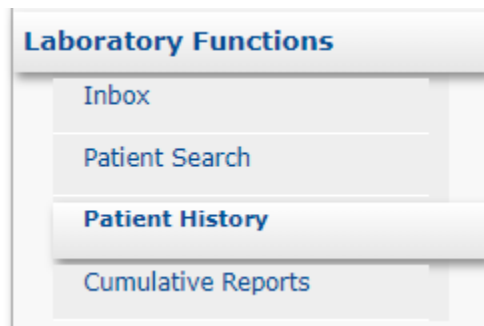 Laboratory Functions
Inbox
Patient Search
Patient History
Cumulative Reports